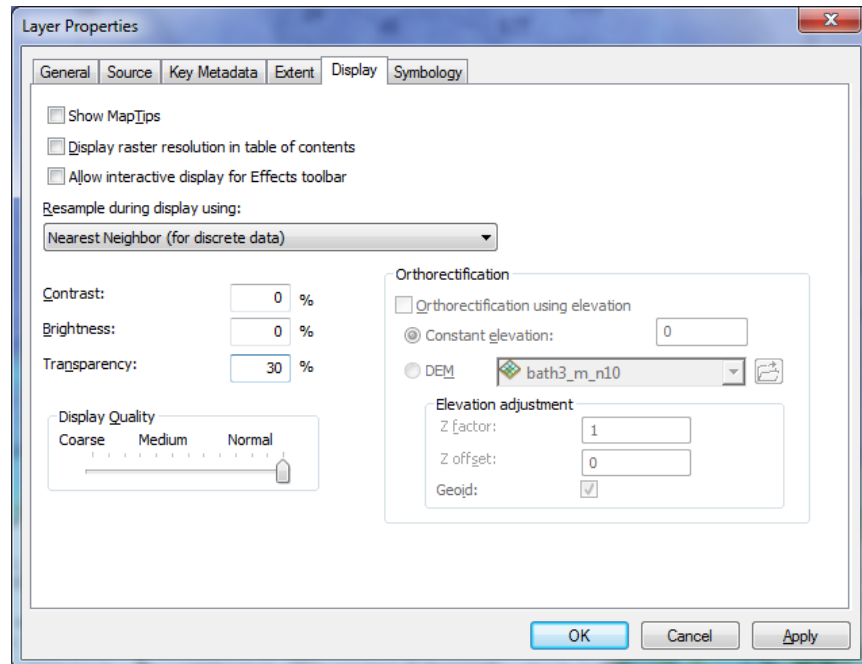 Layer Properties
General Source Key Metadata Extent Display Symbology
Show MapTips
Display raster resolution in table of contents
Allow interactive display for Effects toolbar
Resample during display using:
Nearest Neighbor (for discrete data)
Contrast: 0 %
Brightness: 0 %
Transparency: 30 %
Display Quality
Coarse Medium Normal
Orthorectification
Orthorectification using elevation
Constant elevation: 0
DEM bath3_m_n10
Elevation adjustment
Z factor: 1
Z offset: 0
Geoid:
OK Cancel Apply